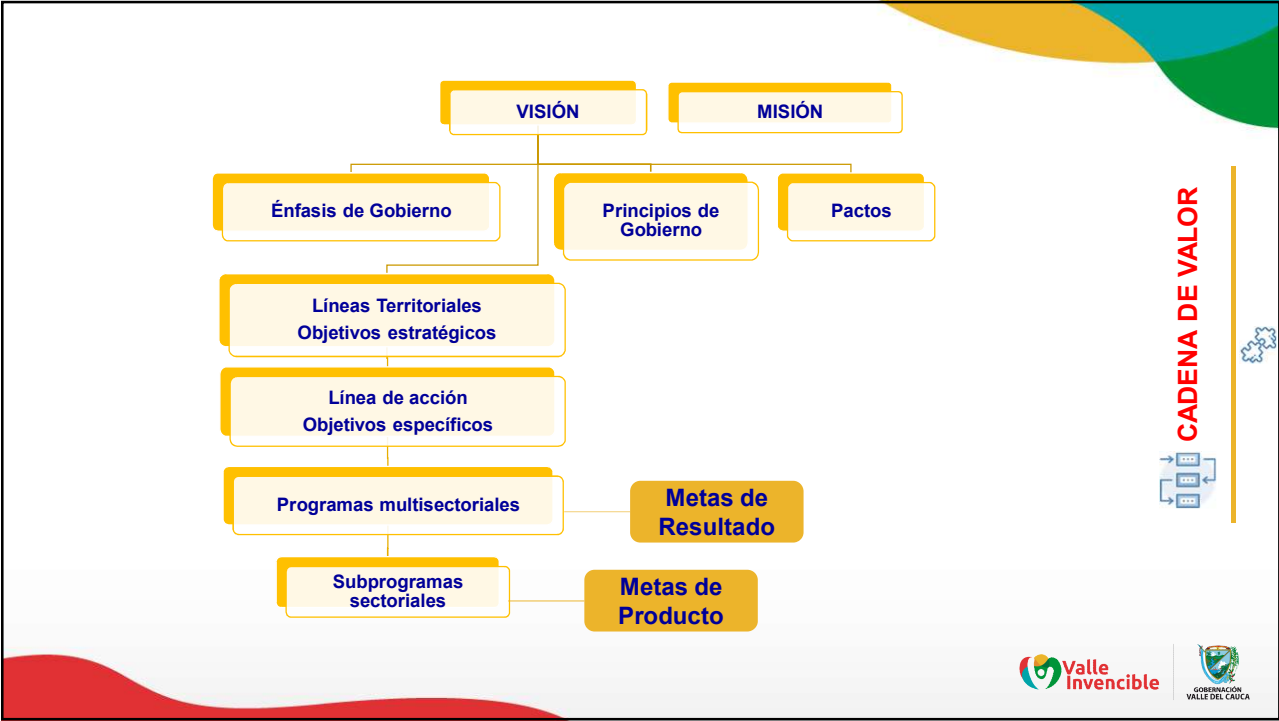 VISIÓN
MISIÓN
Énfasis de Gobierno
Principios de
Gobierno
Pactos
Líneas Territoriales
Objetivos estratégicos
Línea de acción
Objetivos específicos
Programas multisectoriales
Metas de
Resultado
Subprogramas
sectoriales
Metas de
Producto
CADENA DE VALOR
Valle
Invencible
GOBERNACIÓN
VALLE DEL CAUCA